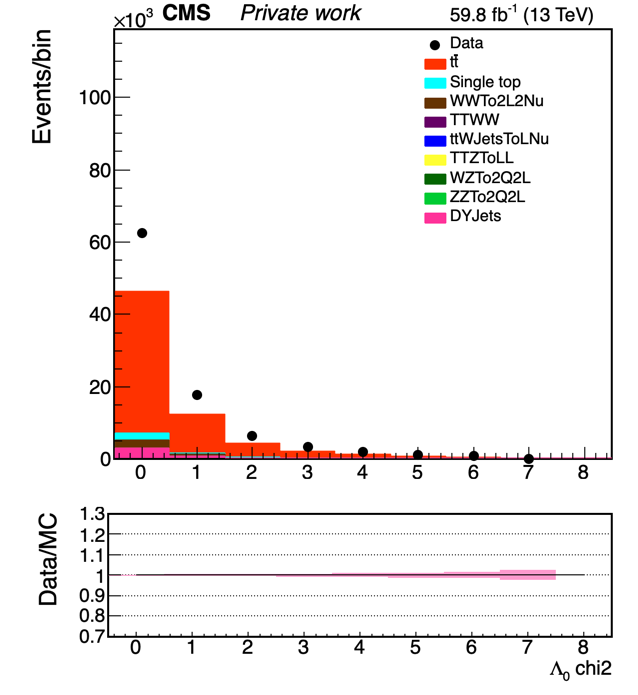 ×10³ CMS Private work 59.8 fb⁻¹ (13 TeV)
Events/bin
100
80
60
40
20
0
Data
tt̄
Single top
WWTo2L2Nu
TTWW
ttWJetsToLNu
TTZToLL
WZTo2Q2L
ZZTo2Q2L
DYJets
0 1 2 3 4 5 6 7 8
Data/MC
1.3
1.2
1.1
1
0.9
0.8
0.7
0 1 2 3 4 5 6 7 8
Λ₀ chi2